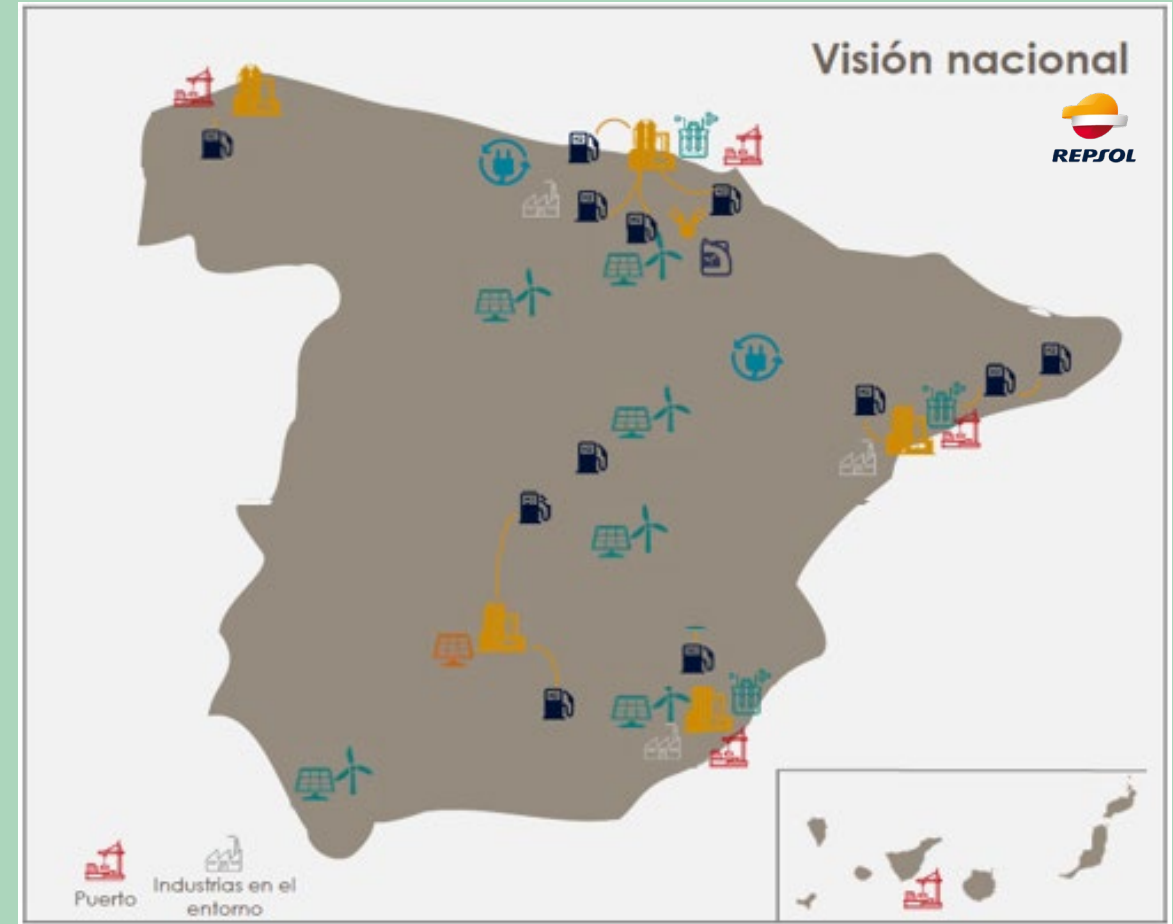 Visión nacional
REPSOL
Puerto
Industrias en el
entorno